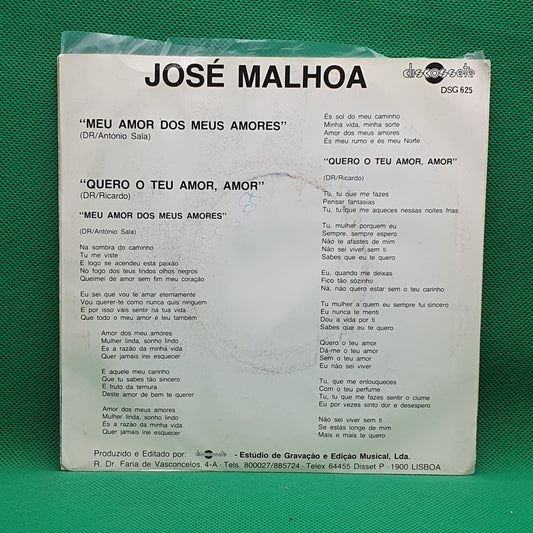 JOSÉ MALHOA
discossete
DSG 625
"MEU AMOR DOS MEUS AMORES"
(DR/António Sala)
"QUERO O TEU AMOR, AMOR"
(DR/Ricardo)
"MEU AMOR DOS MEUS AMORES"
(DR/António Sala)
Na sombra do caminho
Tu me viste
E logo se acendeu está paixão
No fogo dos teus lindos olhos negros
Queimei de amor sem fim meu coração
Eu sei que vou te amar eternamente
Vou querer-te como nunca quis ninguem
E por isso vais sentir na tua vida
Que todo o meu amor é teu também
Amor dos meu amores
Mulher linda, sonho lindo
És a razão da minha vida
Quer jamais irei esquecer
E aquele meu carinho
Que tu sabes tão sincero
É fruto da ternura
Deste amor de bem te querer
Amor dos meus amores
Mulher linda, sonho lindo
És a razão da minha vida
Quer jamais irei esquecer
És sol do meu caminho
Minha vida, minha sorte
Amor dos meus amores
És meu rumo e és meu Norte
"QUERO O TEU AMOR, AMOR"
(DR/Ricardo)
Tu, tu que me fazes
Pensar fantasias
Tu, tu que me aqueces nessas noites frias
Tu, mulher porquem eu
Sempre, sempre espero
Não te afastes de mim
Não sei viver sem ti
Sabes que eu te quero
Eu, quando me deixas
Fico tão sòzinho
Ná, não quero estar sem o teu carinho
Tu mulher a quem eu sempre fui sincero
Eu nunca te menti
Dou a vida por ti
Sabes que eu te quero
Quero o teu amor
Dá-me o teu amor
Sem o teu amor
Eu não sei viver
Tu, que me enlouqueces
Com o teu perfume
Tu, tu que me fazes sentir o ciúme
Eu por vezes sinto dor e desespero
Não sei viver sem ti
Se estás longe de mim
Mais e mais te quero
Produzido e Editado por: discossete - Estúdio de Gravação e Edição Musical, Lda.
R. Dr. Faria de Vasconcelos, 4-A - Tels. 800027/885724 - Telex 64455 Disset P - 1900 LISBOA